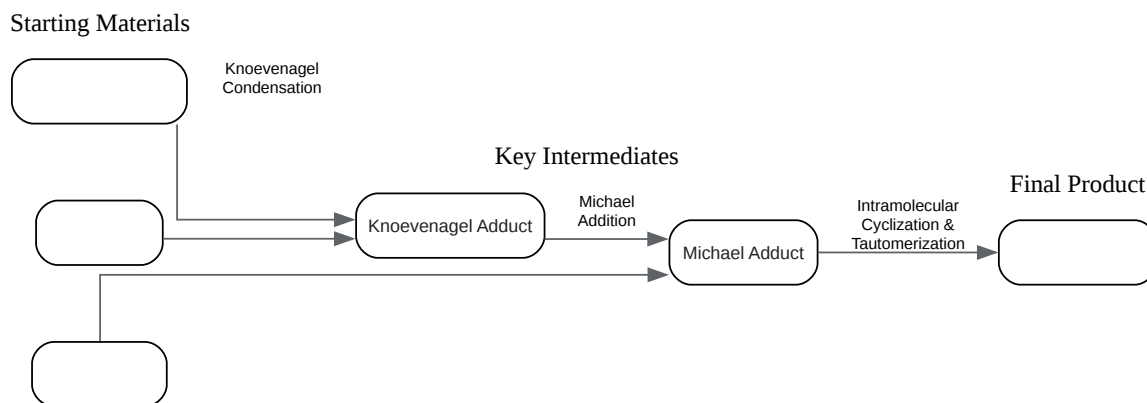 Starting Materials
Knoevenagel
Condensation
Key Intermediates
Final Product
Knoevenagel Adduct
Michael
Addition
Michael Adduct
Intramolecular
Cyclization &
Tautomerization